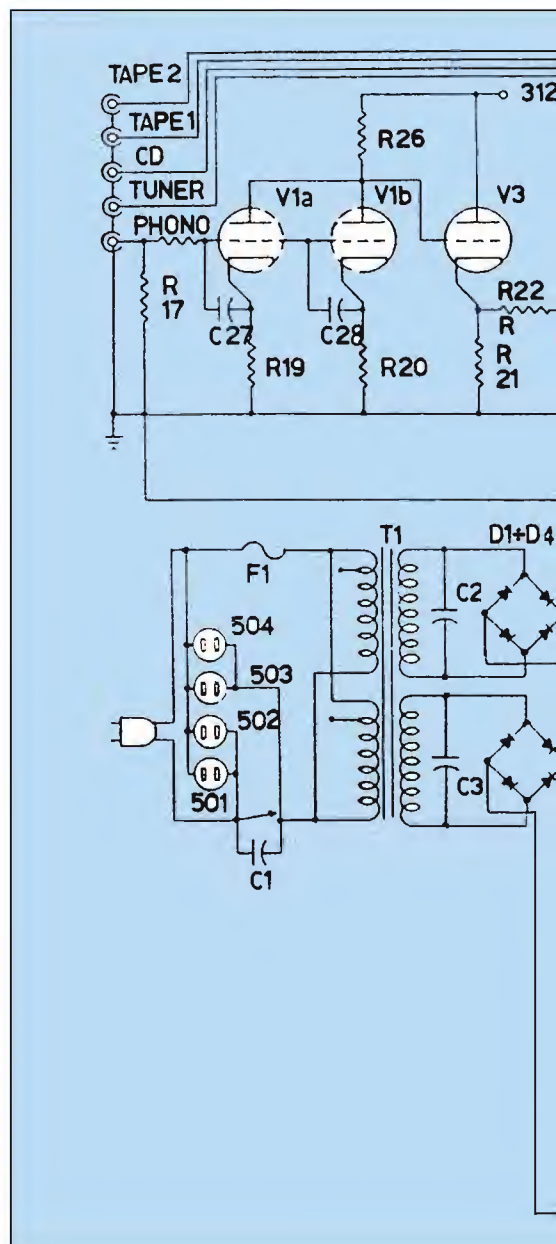 TAPE 2
TAPE 1
CD
TUNER
PHONO
312
R26
V1a
V1b
V3
R
17
C27
C28
R22
R
R19
R20
R
21
T1
D1+D4
F1
C2
504
503
502
501
C3
C1